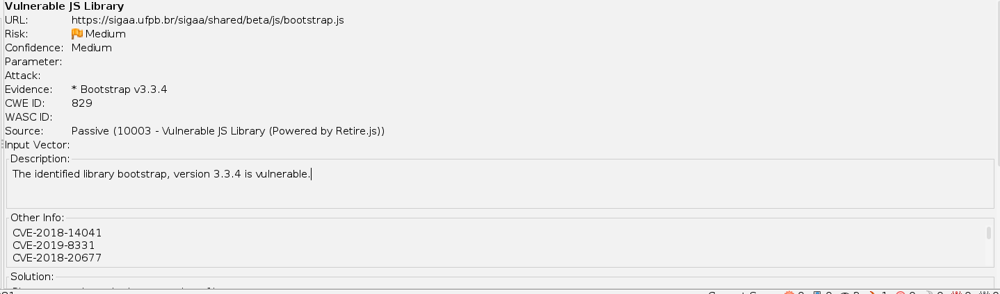 Vulnerable JS Library
URL: https://sigaa.ufpb.br/sigaa/shared/beta/js/bootstrap.js
Risk: Medium
Confidence: Medium
Parameter:
Attack:
Evidence: * Bootstrap v3.3.4
CWE ID: 829
WASC ID:
Source: Passive (10003 - Vulnerable JS Library (Powered by Retire.js))
Input Vector:
Description:
The identified library bootstrap, version 3.3.4 is vulnerable.
Other Info:
CVE-2018-14041
CVE-2019-8331
CVE-2018-20677
Solution: